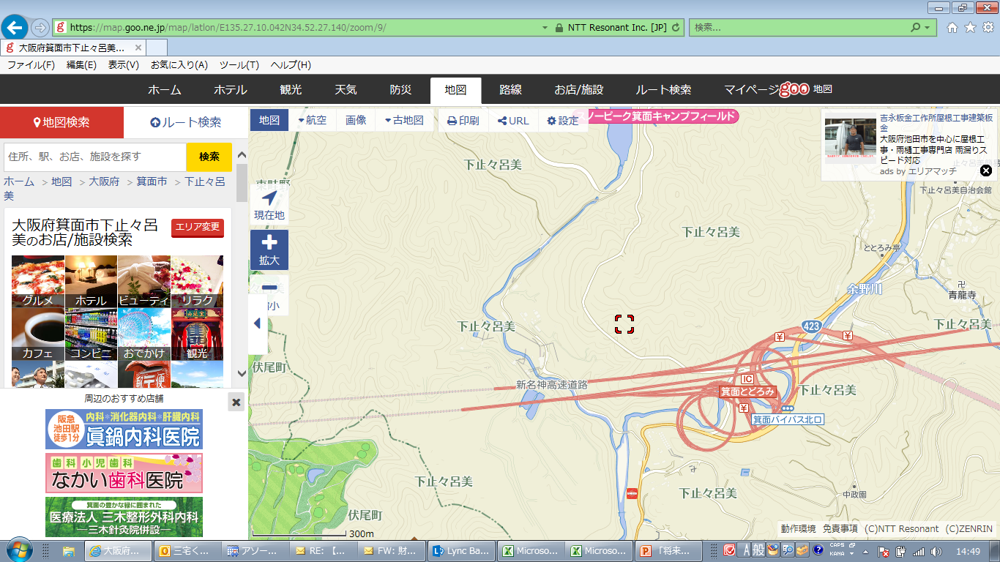 https://map.goo.ne.jp/map/latlon/E135.27.10.042N34.52.27.140/zoom/9/
NTT Resonant Inc. [JP]
検索...
大阪府箕面市下止々呂美...
ファイル(F) 編集(E) 表示(V) お気に入り(A) ツール(T) ヘルプ(H)
ホーム ホテル 観光 天気 防災 地図 路線 お店/施設 ルート検索 マイページ goo 地図
地図検索 ルート検索
住所、駅、お店、施設を探す 検索
ホーム > 地図 > 大阪府 > 箕面市 > 下止々呂
美
大阪府箕面市下止々呂
美のお店/施設検索
エリア変更
グルメ ホテル ビューティ リラク
カフェ コンビニ おでかけ 観光
周辺のおすすめ店舗
阪急
池田駅
徒歩1分
内科※消化器内科※肝臓内科
眞鍋内科医院
歯科 小児歯科
なかい歯科医院
箕面の豊かな緑に囲まれた
医療法人 三木整形外科内科
―三木針灸院併設―
地図 航空 画像 古地図 印刷 URL 設定
ノーピーク箕面キャンプフィールド
現在地
拡大
小
吉永板金工作所屋根工事建築板
金
大阪府池田市を中心に屋根工
事・雨樋工事専門店 雨漏りス
ピード対応
ads by エリアマッチ
下止々呂美自治会館
下止々呂美
下止々呂美
ととろみ亭
余野川
卍
青龍寺
下止々呂美
下止々呂美
423
伏尾町
新名神高速道路
IC
箕面とどろみ
下止々呂美
箕面バイパス北口
下止々呂美
下止々呂美
中政園
伏尾町
300m
動作環境 免責事項 (C)NTT Resonant (C)ZENRIN
大阪府... 三宅く... アソー... RE: 【... FW: 財... Lync Ba... Microso... Microso... 「将来...
A 般
CAPS
KANA
14:49